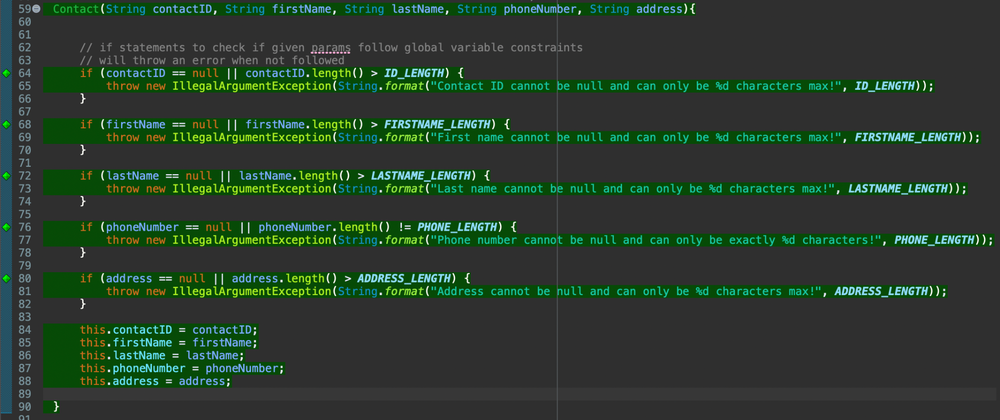 59 Contact(String contactID, String firstName, String lastName, String phoneNumber, String address){
60
61
62 // if statements to check if given params follow global variable constraints
63 // will throw an error when not followed
64 if (contactID == null || contactID.length() > ID_LENGTH) {
65 throw new IllegalArgumentException(String.format("Contact ID cannot be null and can only be %d characters max!", ID_LENGTH));
66 }
67
68 if (firstName == null || firstName.length() > FIRSTNAME_LENGTH) {
69 throw new IllegalArgumentException(String.format("First name cannot be null and can only be %d characters max!", FIRSTNAME_LENGTH));
70 }
71
72 if (lastName == null || lastName.length() > LASTNAME_LENGTH) {
73 throw new IllegalArgumentException(String.format("Last name cannot be null and can only be %d characters max!", LASTNAME_LENGTH));
74 }
75
76 if (phoneNumber == null || phoneNumber.length() != PHONE_LENGTH) {
77 throw new IllegalArgumentException(String.format("Phone number cannot be null and can only be exactly %d characters!", PHONE_LENGTH));
78 }
79
80 if (address == null || address.length() > ADDRESS_LENGTH) {
81 throw new IllegalArgumentException(String.format("Address cannot be null and can only be %d characters max!", ADDRESS_LENGTH));
82 }
83
84 this.contactID = contactID;
85 this.firstName = firstName;
86 this.lastName = lastName;
87 this.phoneNumber = phoneNumber;
88 this.address = address;
89
90 }
91